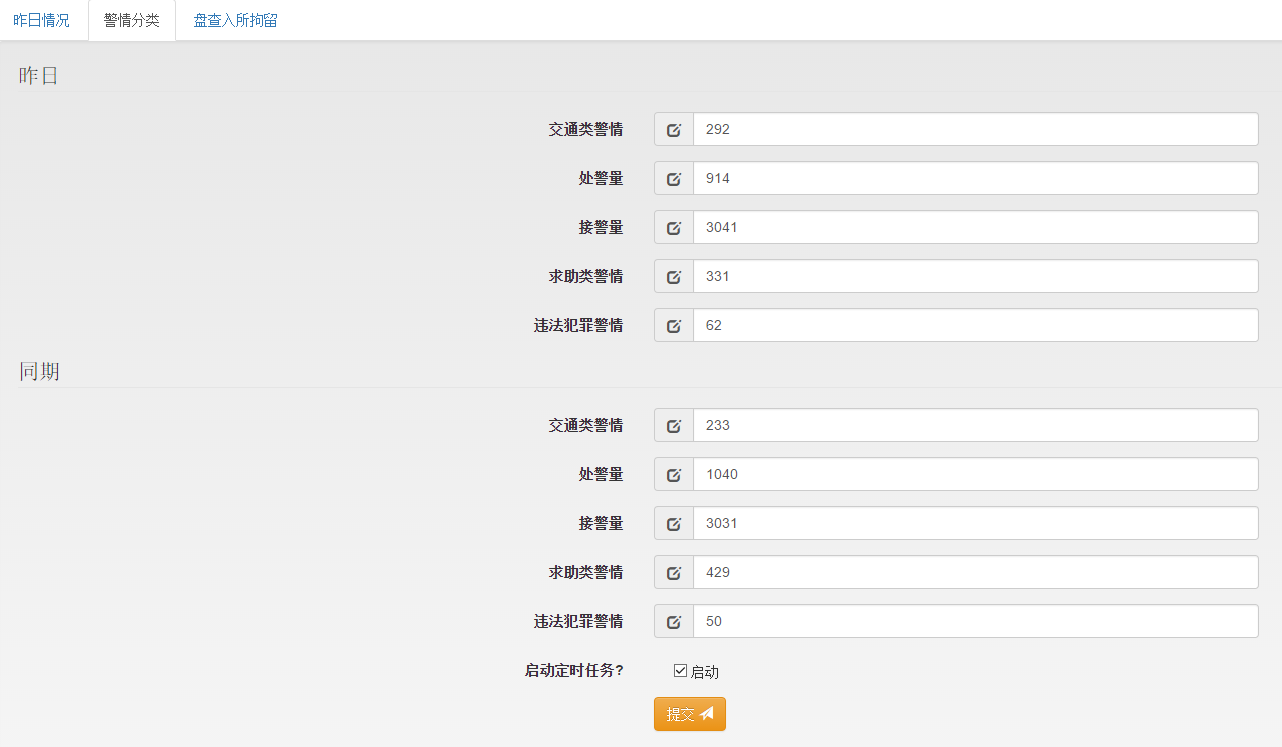 昨日情况 警情分类 盘查入所拘留
昨日
交通类警情 292
处警量 914
接警量 3041
求助类警情 331
违法犯罪警情 62
同期
交通类警情 233
处警量 1040
接警量 3031
求助类警情 429
违法犯罪警情 50
启动定时任务? 启动
提交